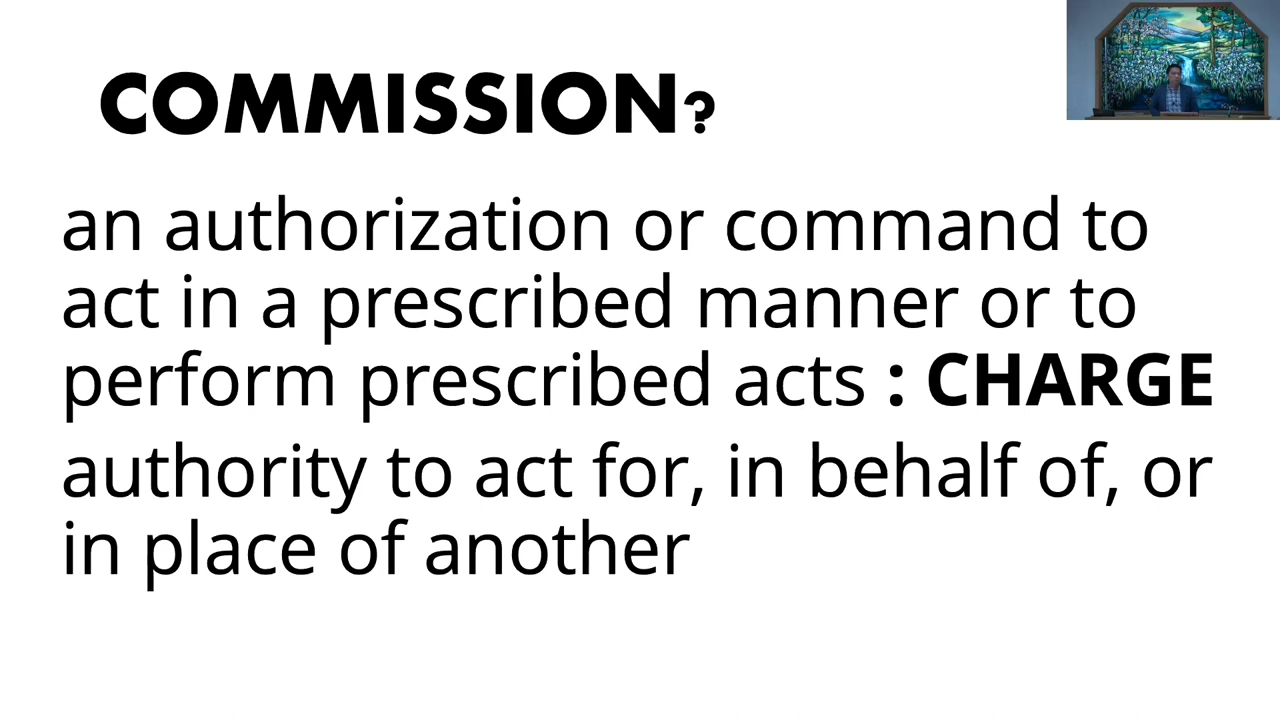 COMMISSION?
an authorization or command to
act in a prescribed manner or to
perform prescribed acts : CHARGE
authority to act for, in behalf of, or
in place of another